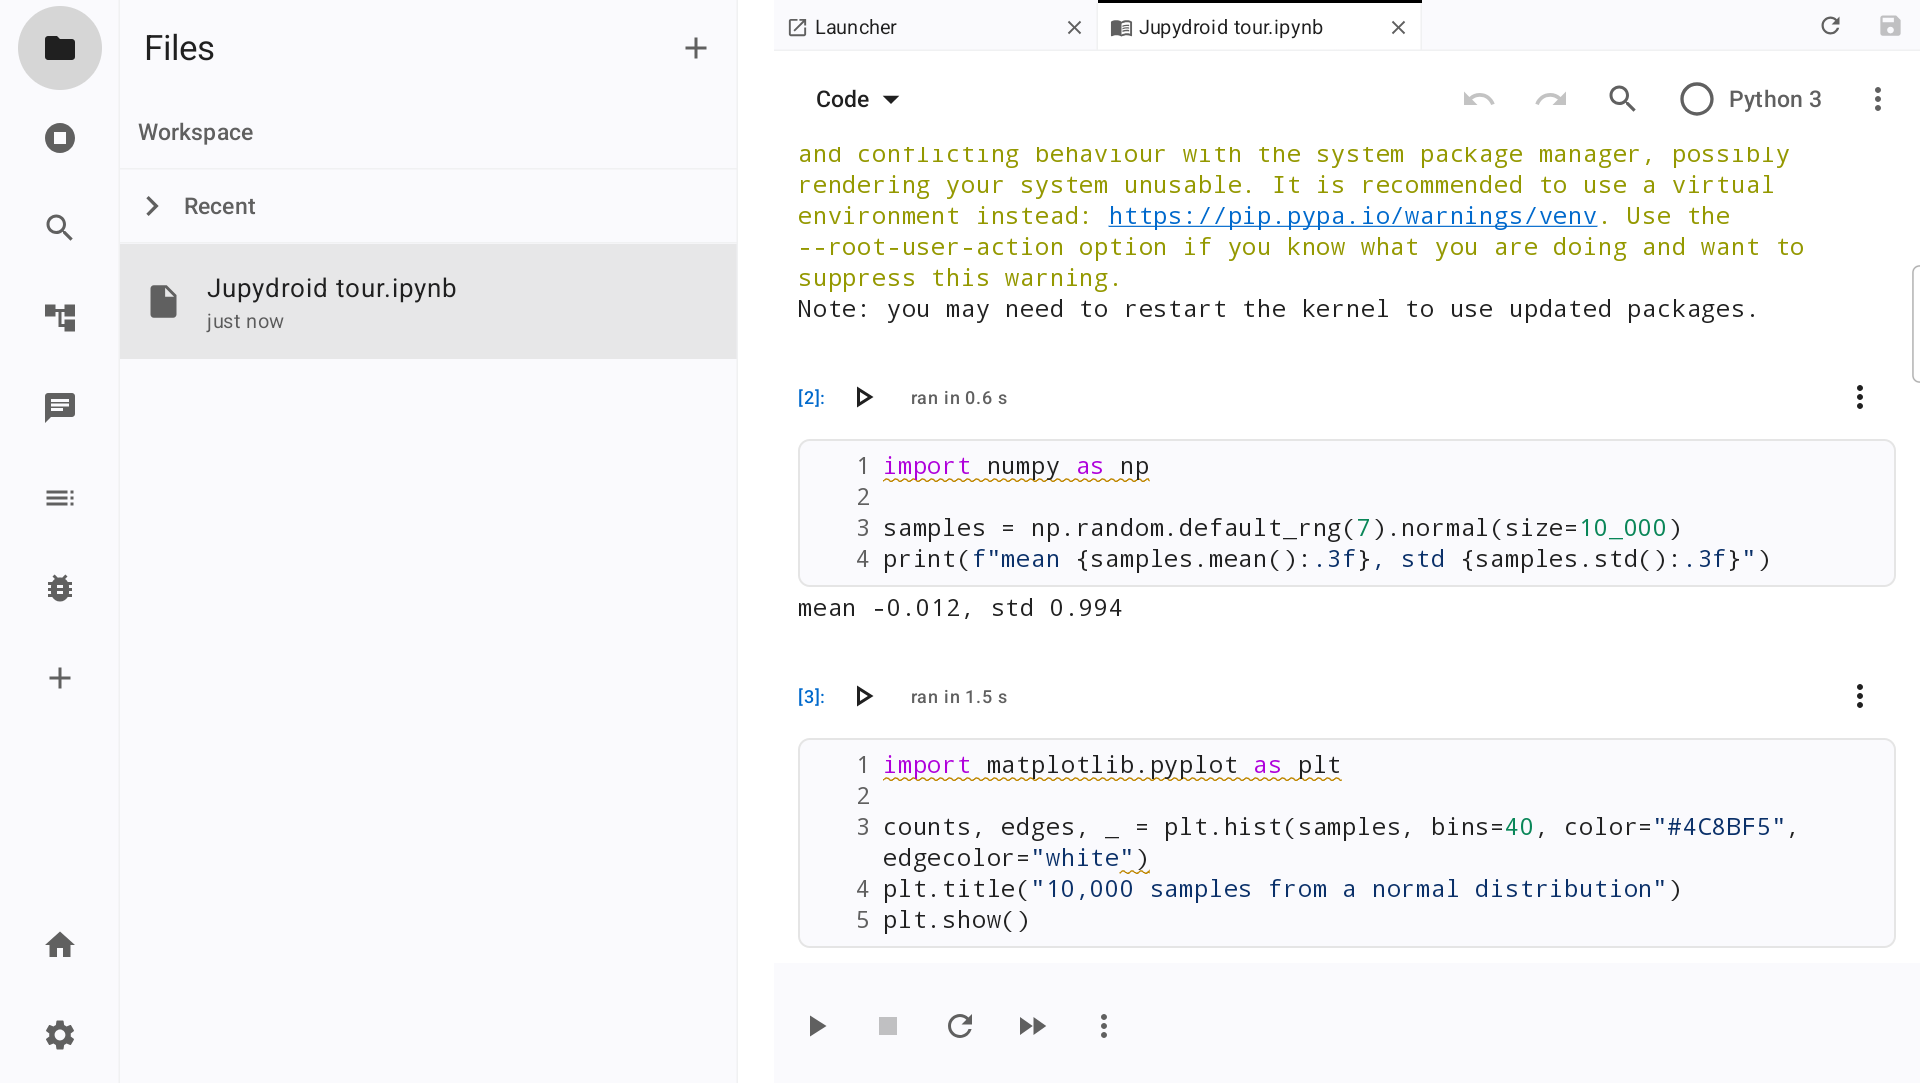 Files
Workspace
Recent
Jupydroid tour.ipynb
just now
Launcher
Jupydroid tour.ipynb
Code
Python 3
and conflicting behaviour with the system package manager, possibly
rendering your system unusable. It is recommended to use a virtual
environment instead: https://pip.pypa.io/warnings/venv. Use the
--root-user-action option if you know what you are doing and want to
suppress this warning.
Note: you may need to restart the kernel to use updated packages.
[2]: ran in 0.6 s
1 import numpy as np
2
3 samples = np.random.default_rng(7).normal(size=10_000)
4 print(f"mean {samples.mean():.3f}, std {samples.std():.3f}")
mean -0.012, std 0.994
[3]: ran in 1.5 s
1 import matplotlib.pyplot as plt
2
3 counts, edges, _ = plt.hist(samples, bins=40, color="#4C8BF5",
edgecolor="white")
4 plt.title("10,000 samples from a normal distribution")
5 plt.show()